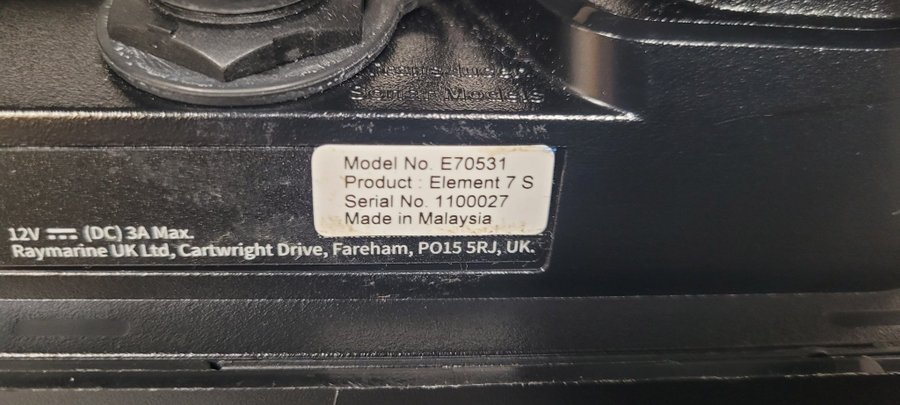 Model No. E70531
Product : Element 7 S
Serial No. 1100027
Made in Malaysia
12V ⎓ (DC) 3A Max.
Raymarine UK Ltd, Cartwright Drive, Fareham, PO15 5RJ, UK.